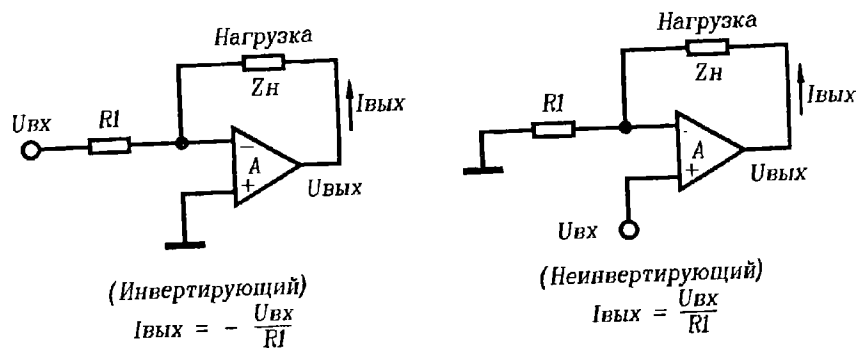 Нагрузка
Zн
Iвых
Uвх
R1
−
A
+
Uвых
(Инвертирующий)
Iвых = − Uвх
R1
Нагрузка
Zн
Iвых
R1
-
A
+
Uвых
Uвх
(Неинвертирующий)
Iвых = Uвх
R1